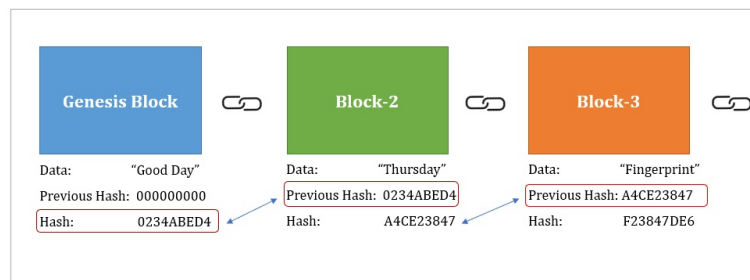 Genesis Block
Data: “Good Day”
Previous Hash: 000000000
Hash: 0234ABED4
Block-2
Data: “Thursday”
Previous Hash: 0234ABED4
Hash: A4CE23847
Block-3
Data: “Fingerprint”
Previous Hash: A4CE23847
Hash: F23847DE6